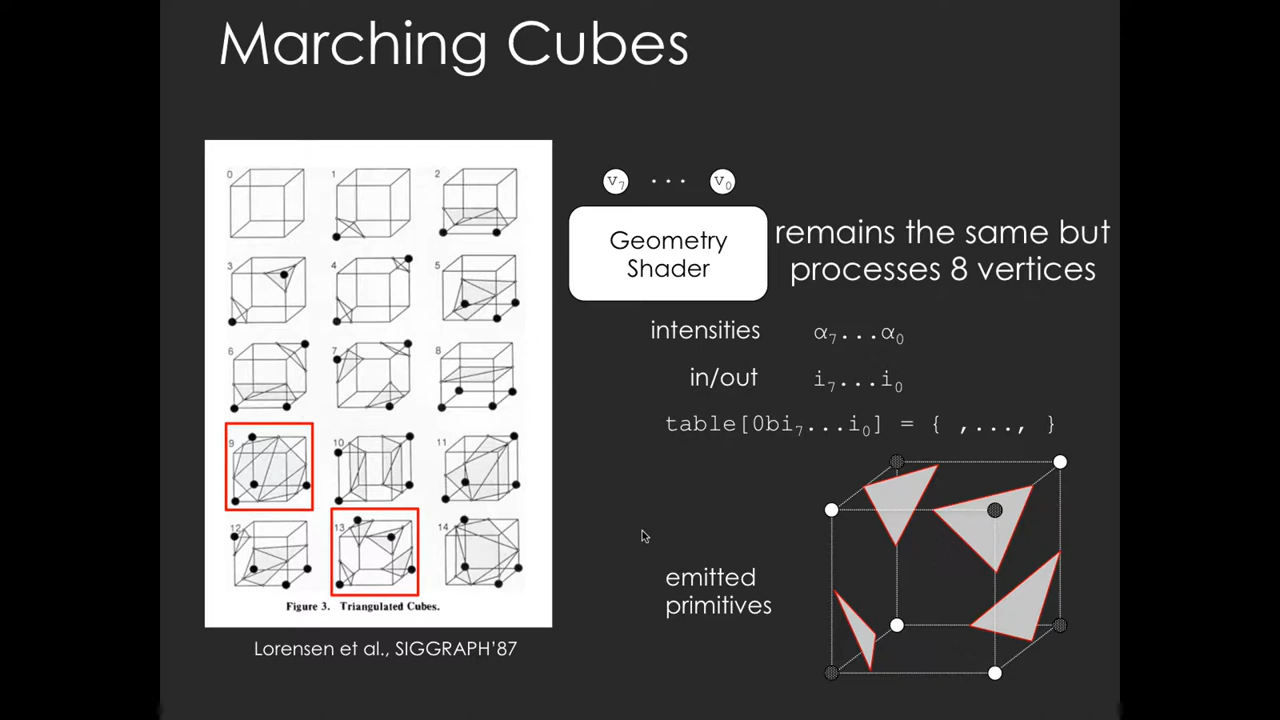 Marching Cubes
0
1
2
3
4
5
6
7
8
9
10
11
12
13
14
Figure 3. Triangulated Cubes.
Lorensen et al., SIGGRAPH'87
v₇ ... v₀
Geometry
Shader
remains the same but
processes 8 vertices
intensities α₇...α₀
in/out i₇...i₀
table[0bi₇...i₀] = { ,..., }
emitted
primitives